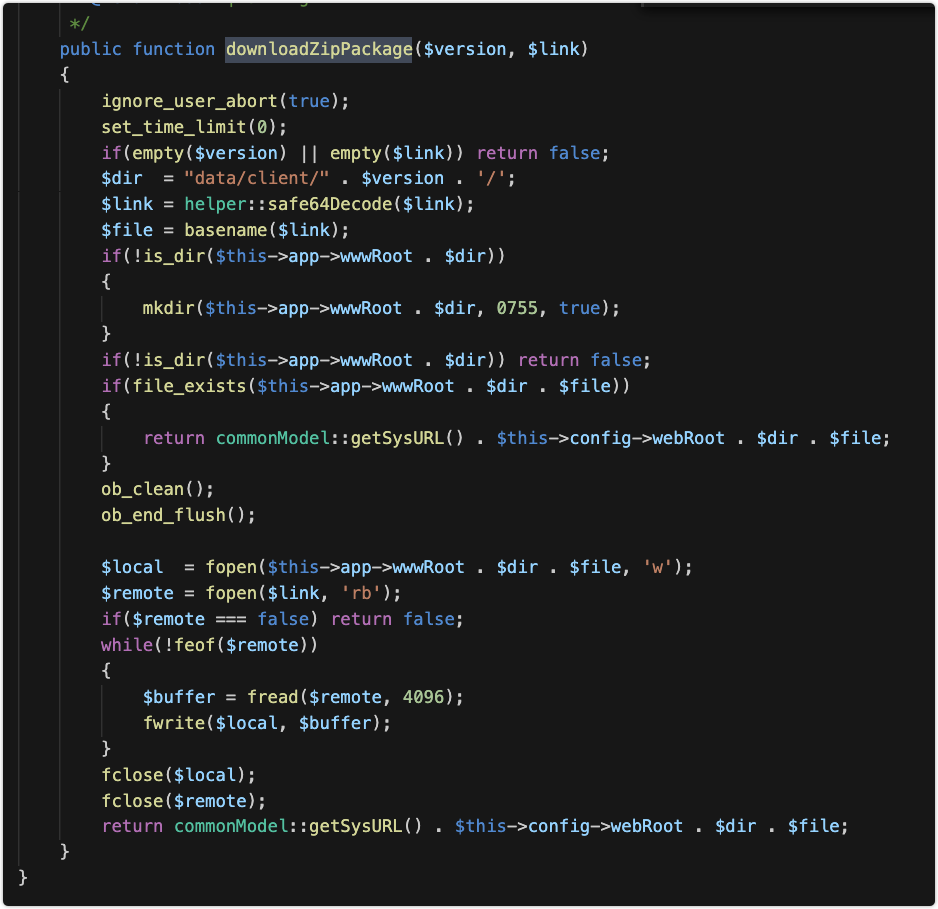 */
public function downloadZipPackage($version, $link)
{
ignore_user_abort(true);
set_time_limit(0);
if(empty($version) || empty($link)) return false;
$dir  = "data/client/" . $version . '/';
$link = helper::safe64Decode($link);
$file = basename($link);
if(!is_dir($this->app->wwwRoot . $dir))
{
mkdir($this->app->wwwRoot . $dir, 0755, true);
}
if(!is_dir($this->app->wwwRoot . $dir)) return false;
if(file_exists($this->app->wwwRoot . $dir . $file))
{
return commonModel::getSysURL() . $this->config->webRoot . $dir . $file;
}
ob_clean();
ob_end_flush();
$local  = fopen($this->app->wwwRoot . $dir . $file, 'w');
$remote = fopen($link, 'rb');
if($remote === false) return false;
while(!feof($remote))
{
$buffer = fread($remote, 4096);
fwrite($local, $buffer);
}
fclose($local);
fclose($remote);
return commonModel::getSysURL() . $this->config->webRoot . $dir . $file;
}
}